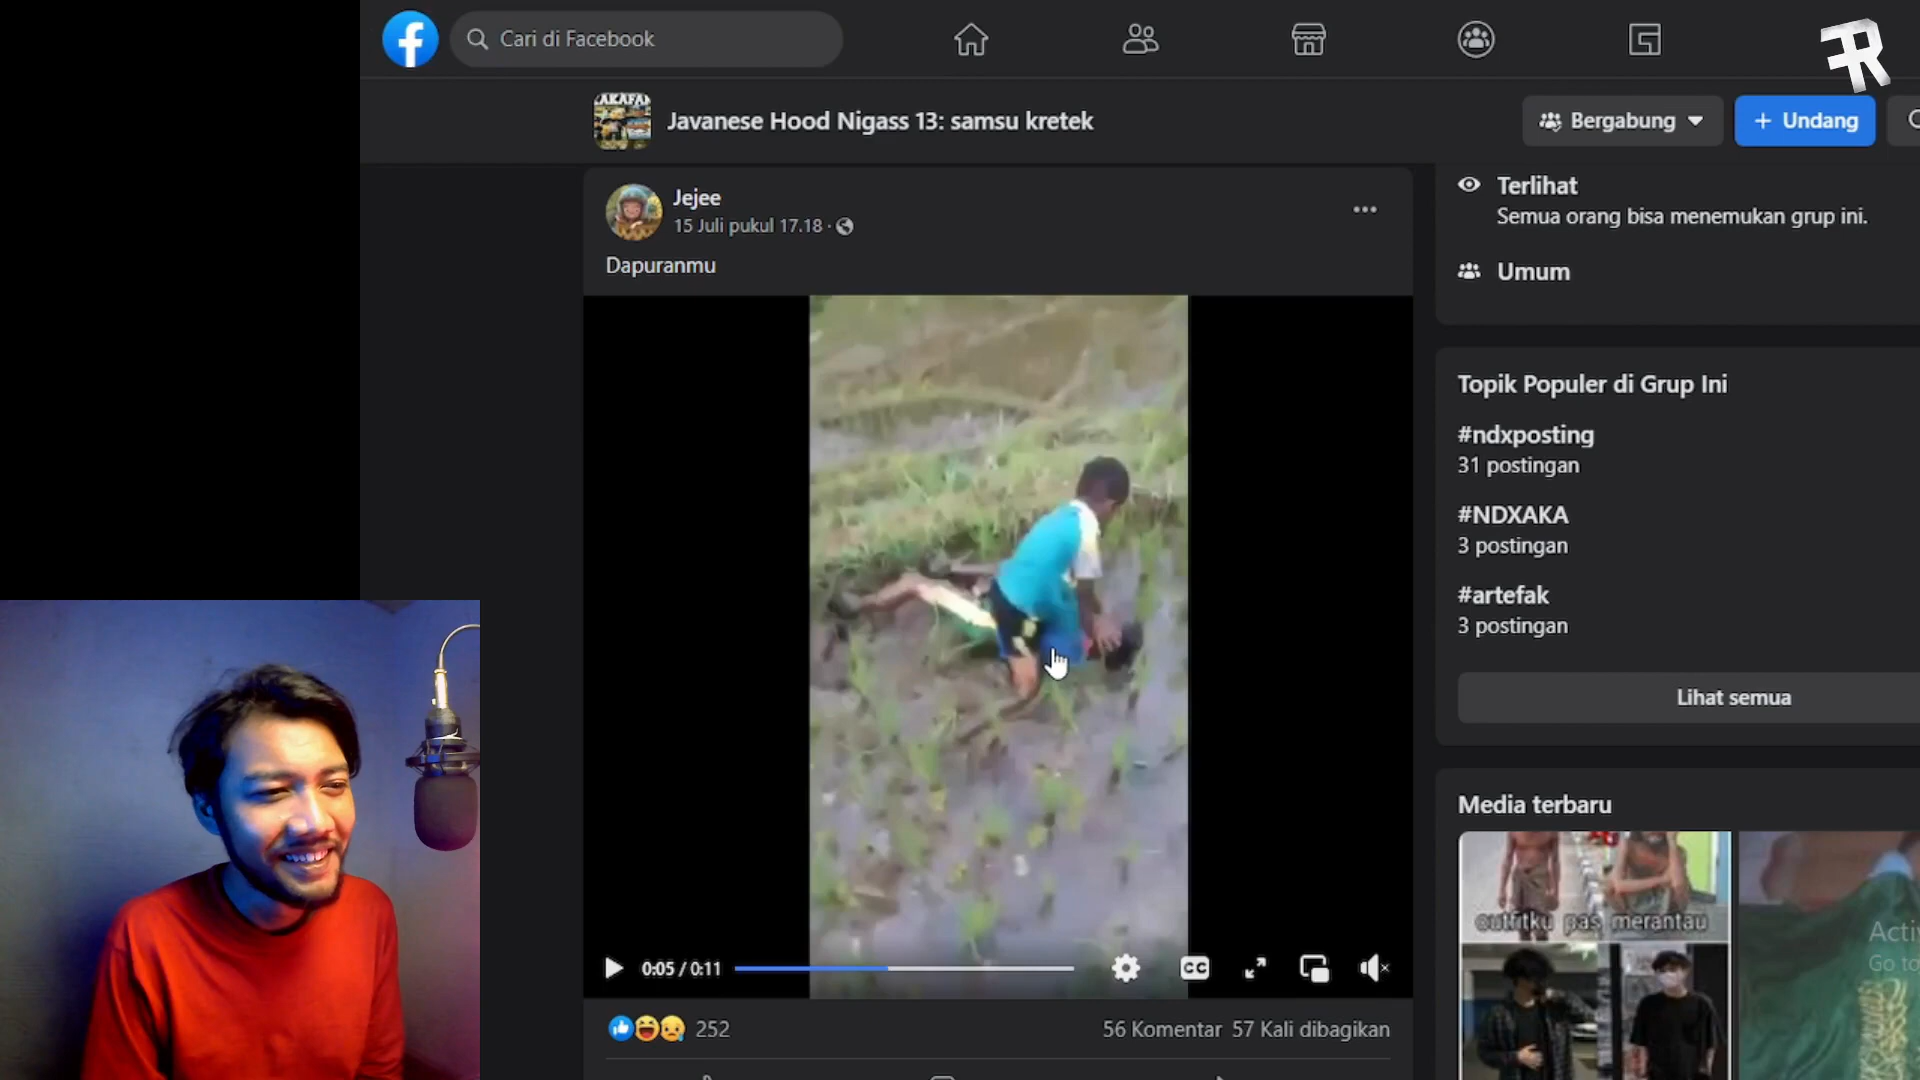 Cari di Facebook
Javanese Hood Nigass 13: samsu kretek
Bergabung
+ Undang
Jejee
15 Juli pukul 17.18 ·
Dapuranmu
Terlihat
Semua orang bisa menemukan grup ini.
Umum
Topik Populer di Grup Ini
#ndxposting
31 postingan
#NDXAKA
3 postingan
#artefak
3 postingan
Lihat semua
Media terbaru
outfitku pas merantau
Go to
0:05 / 0:11
CC
252
56 Komentar 57 Kali dibagikan